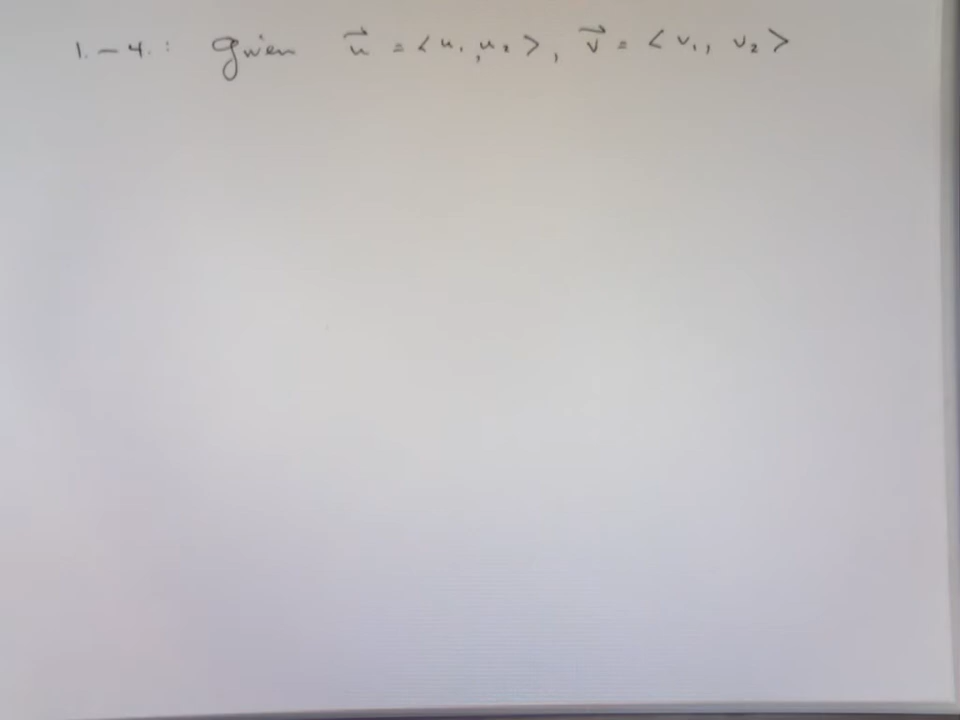 1.-4.: Given u⃗ = <u₁, u₂>, v⃗ = <v₁, v₂>